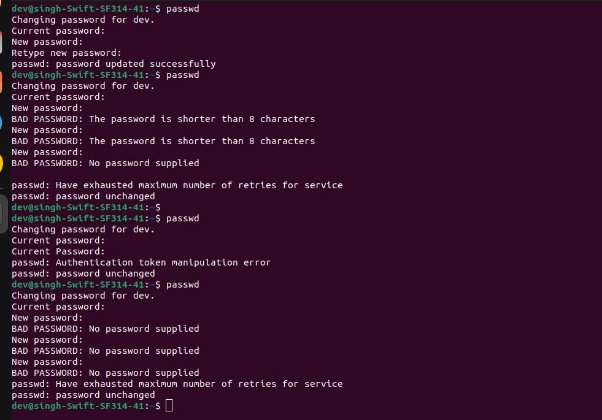 dev@singh-Swift-SF314-41:~$ passwd
Changing password for dev.
Current password:
New password:
Retype new password:
passwd: password updated successfully
dev@singh-Swift-SF314-41:~$ passwd
Changing password for dev.
Current password:
New password:
BAD PASSWORD: The password is shorter than 8 characters
New password:
BAD PASSWORD: The password is shorter than 8 characters
New password:
BAD PASSWORD: No password supplied
passwd: Have exhausted maximum number of retries for service
passwd: password unchanged
dev@singh-Swift-SF314-41:~$
dev@singh-Swift-SF314-41:~$ passwd
Changing password for dev.
Current password:
Current Password:
passwd: Authentication token manipulation error
passwd: password unchanged
dev@singh-Swift-SF314-41:~$ passwd
Changing password for dev.
Current password:
New password:
BAD PASSWORD: No password supplied
New password:
BAD PASSWORD: No password supplied
New password:
BAD PASSWORD: No password supplied
passwd: Have exhausted maximum number of retries for service
passwd: password unchanged
dev@singh-Swift-SF314-41:~$